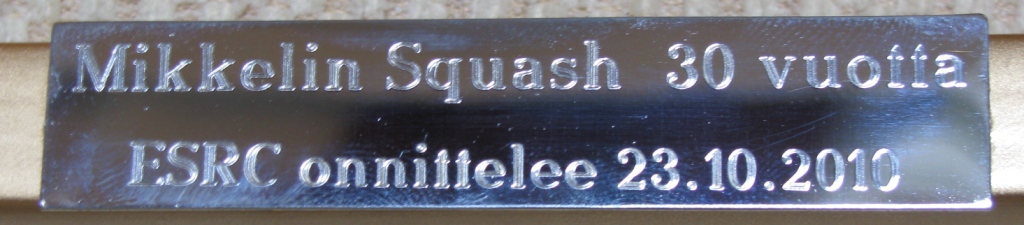 Mikkelin Squash 30 vuotta
ESRC onnittelee 23.10.2010